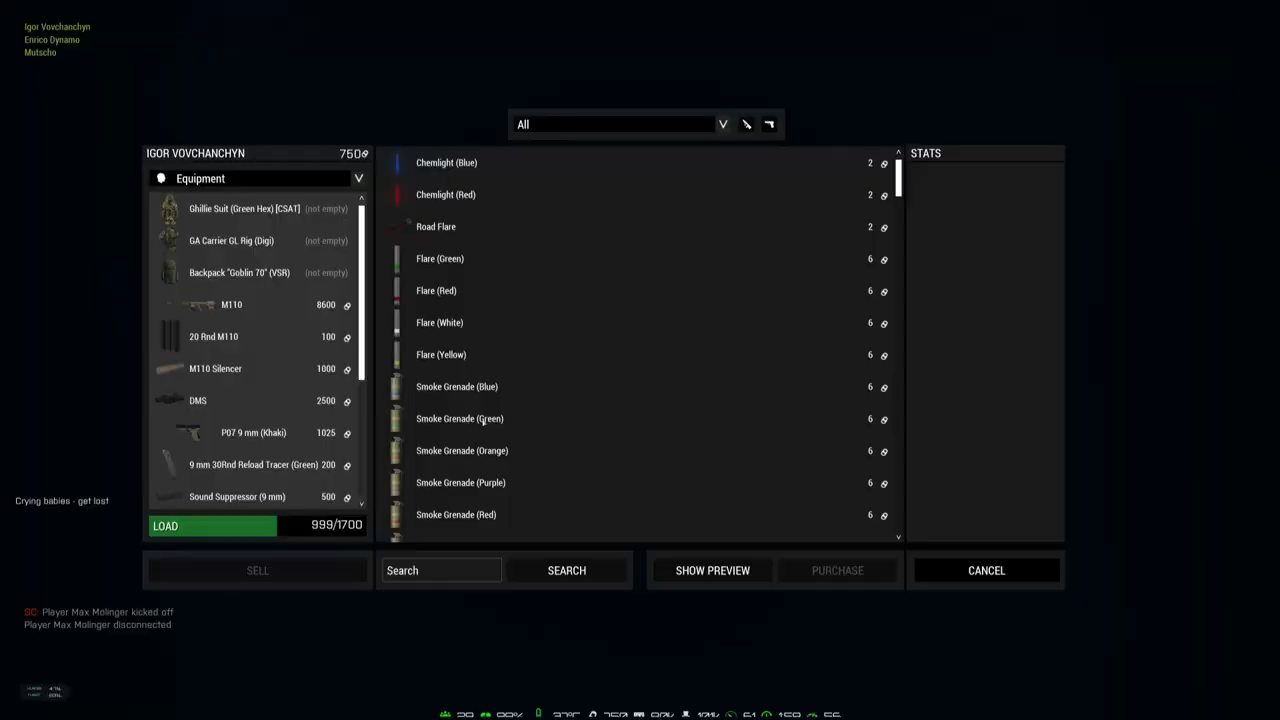 Igor Vovchanchyn
Enrico Dynamo
Mutscho
All
IGOR VOVCHANCHYN 750
Equipment
Ghillie Suit (Green Hex) [CSAT] (not empty)
GA Carrier GL Rig (Digi) (not empty)
Backpack "Goblin 70" (VSR) (not empty)
M110 8600
20 Rnd M110 100
M110 Silencer 1000
DMS 2500
P07 9 mm (Khaki) 1025
9 mm 30Rnd Reload Tracer (Green) 200
Sound Suppressor (9 mm) 500
LOAD 999/1700
SELL
Chemlight (Blue) 2
Chemlight (Red) 2
Road Flare 2
Flare (Green) 6
Flare (Red) 6
Flare (White) 6
Flare (Yellow) 6
Smoke Grenade (Blue) 6
Smoke Grenade (Green) 6
Smoke Grenade (Orange) 6
Smoke Grenade (Purple) 6
Smoke Grenade (Red) 6
Search SEARCH
SHOW PREVIEW PURCHASE
STATS
CANCEL
Crying babies - get lost
SC: Player Max Molinger kicked off
Player Max Molinger disconnected